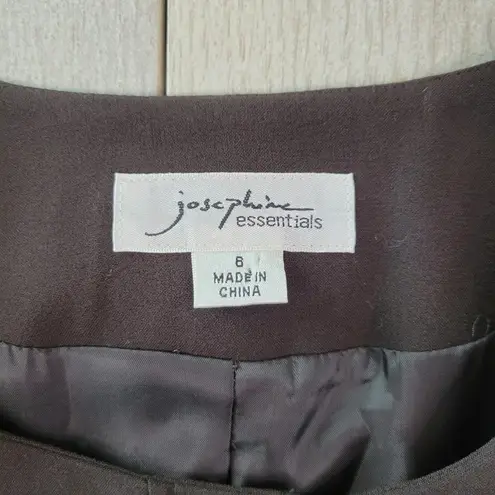 josephine
essentials
8
MADE IN
CHINA